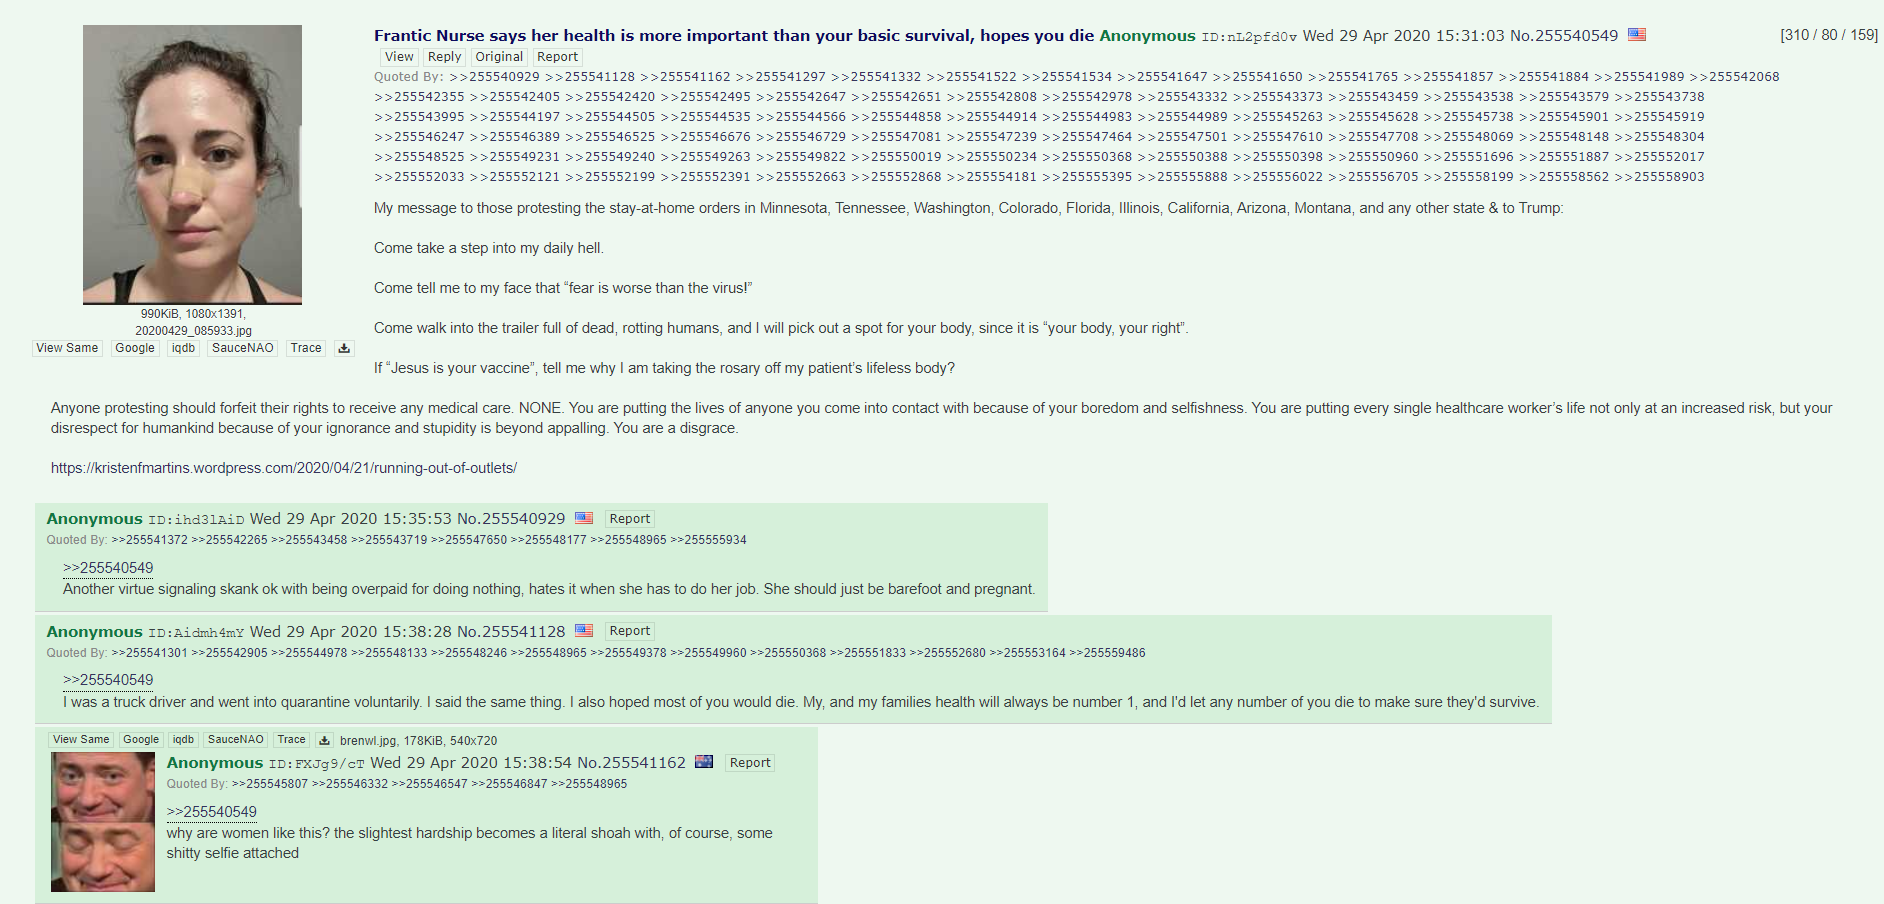 Frantic Nurse says her health is more important than your basic survival, hopes you die Anonymous ID:nL2pfd0v Wed 29 Apr 2020 15:31:03 No.255540549 [310 / 80 / 159]
View Reply Original Report
Quoted By: >>255540929 >>255541128 >>255541162 >>255541297 >>255541332 >>255541522 >>255541534 >>255541647 >>255541650 >>255541765 >>255541857 >>255541884 >>255541989 >>255542068
>>255542355 >>255542405 >>255542420 >>255542495 >>255542647 >>255542651 >>255542808 >>255542978 >>255543332 >>255543373 >>255543459 >>255543538 >>255543579 >>255543738
>>255543995 >>255544197 >>255544505 >>255544535 >>255544566 >>255544858 >>255544914 >>255544983 >>255544989 >>255545263 >>255545628 >>255545738 >>255545901 >>255545919
>>255546247 >>255546389 >>255546525 >>255546676 >>255546729 >>255547081 >>255547239 >>255547464 >>255547501 >>255547610 >>255547708 >>255548069 >>255548148 >>255548304
>>255548525 >>255549231 >>255549240 >>255549263 >>255549822 >>255550019 >>255550234 >>255550368 >>255550388 >>255550398 >>255550960 >>255551696 >>255551887 >>255552017
>>255552033 >>255552121 >>255552199 >>255552391 >>255552663 >>255552868 >>255554181 >>255555395 >>255555888 >>255556022 >>255556705 >>255558199 >>255558562 >>255558903
My message to those protesting the stay-at-home orders in Minnesota, Tennessee, Washington, Colorado, Florida, Illinois, California, Arizona, Montana, and any other state & to Trump:
Come take a step into my daily hell.
Come tell me to my face that “fear is worse than the virus!”
Come walk into the trailer full of dead, rotting humans, and I will pick out a spot for your body, since it is “your body, your right”.
If “Jesus is your vaccine”, tell me why I am taking the rosary off my patient’s lifeless body?
990KiB, 1080x1391,
20200429_085933.jpg
View Same Google iqdb SauceNAO Trace
Anyone protesting should forfeit their rights to receive any medical care. NONE. You are putting the lives of anyone you come into contact with because of your boredom and selfishness. You are putting every single healthcare worker’s life not only at an increased risk, but your
disrespect for humankind because of your ignorance and stupidity is beyond appalling. You are a disgrace.
https://kristenfmartins.wordpress.com/2020/04/21/running-out-of-outlets/
Anonymous ID:ihd3lAiD Wed 29 Apr 2020 15:35:53 No.255540929 Report
Quoted By: >>255541372 >>255542265 >>255543458 >>255543719 >>255547650 >>255548177 >>255548965 >>255555934
>>255540549
Another virtue signaling skank ok with being overpaid for doing nothing, hates it when she has to do her job. She should just be barefoot and pregnant.
Anonymous ID:Aidmh4mY Wed 29 Apr 2020 15:38:28 No.255541128 Report
Quoted By: >>255541301 >>255542905 >>255544978 >>255548133 >>255548246 >>255548965 >>255549378 >>255549960 >>255550368 >>255551833 >>255552680 >>255553164 >>255559486
>>255540549
I was a truck driver and went into quarantine voluntarily. I said the same thing. I also hoped most of you would die. My, and my families health will always be number 1, and I'd let any number of you die to make sure they'd survive.
View Same Google iqdb SauceNAO Trace brenwl.jpg, 178KiB, 540x720
Anonymous ID:FXJg9/cT Wed 29 Apr 2020 15:38:54 No.255541162 Report
Quoted By: >>255545807 >>255546332 >>255546547 >>255546847 >>255548965
>>255540549
why are women like this? the slightest hardship becomes a literal shoah with, of course, some
shitty selfie attached